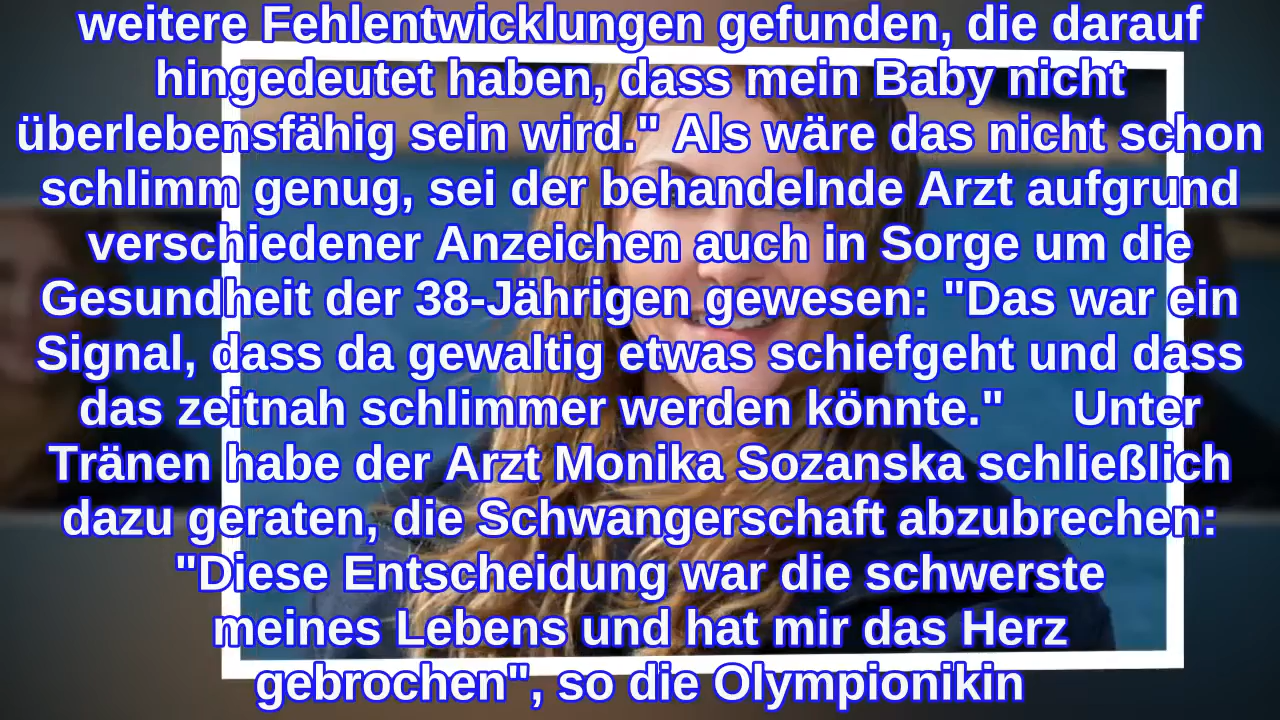 weitere Fehlentwicklungen gefunden, die darauf
hingedeutet haben, dass mein Baby nicht
überlebensfähig sein wird." Als wäre das nicht schon
schlimm genug, sei der behandelnde Arzt aufgrund
verschiedener Anzeichen auch in Sorge um die
Gesundheit der 38-Jährigen gewesen: "Das war ein
Signal, dass da gewaltig etwas schiefgeht und dass
das zeitnah schlimmer werden könnte." Unter
Tränen habe der Arzt Monika Sozanska schließlich
dazu geraten, die Schwangerschaft abzubrechen:
"Diese Entscheidung war die schwerste
meines Lebens und hat mir das Herz
gebrochen", so die Olympionikin